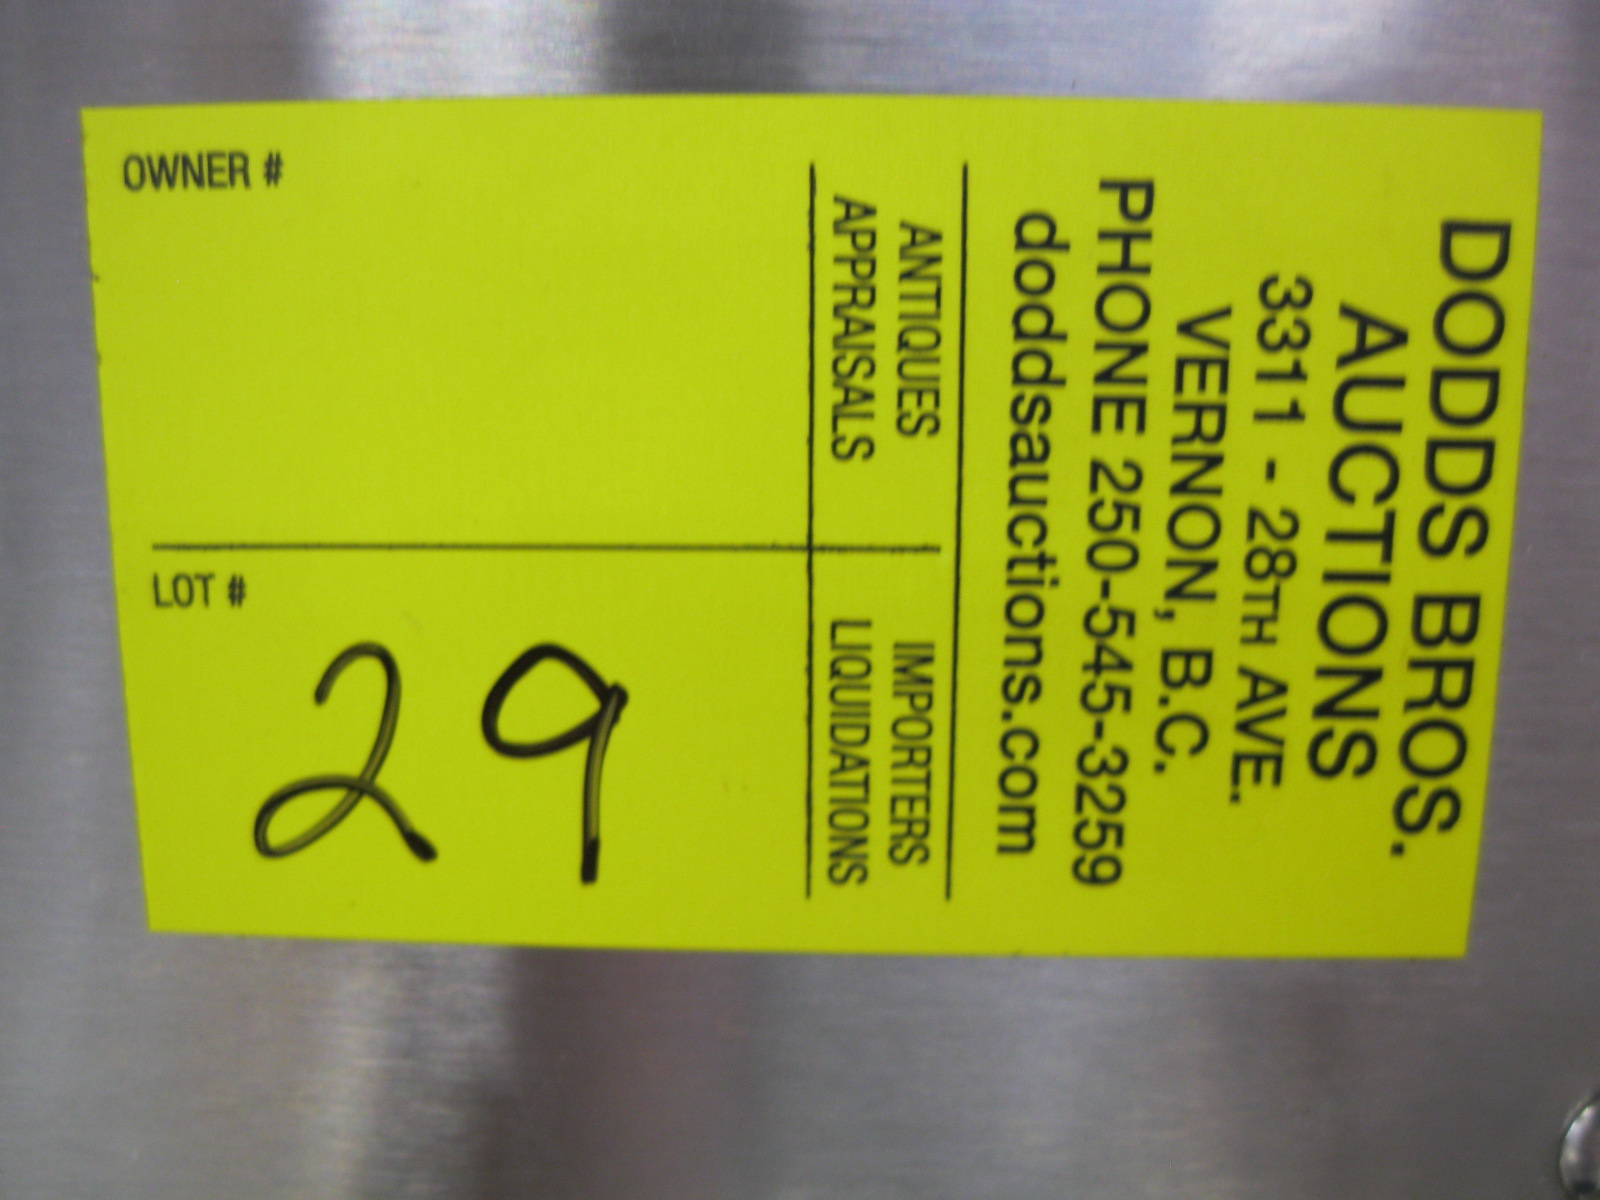 DODDS BROS.
AUCTIONS
3311 - 28TH AVE.
VERNON, B.C.
PHONE 250-545-3259
doddsauctions.com
ANTIQUES
APPRAISALS
IMPORTERS
LIQUIDATIONS
OWNER #
LOT #
29